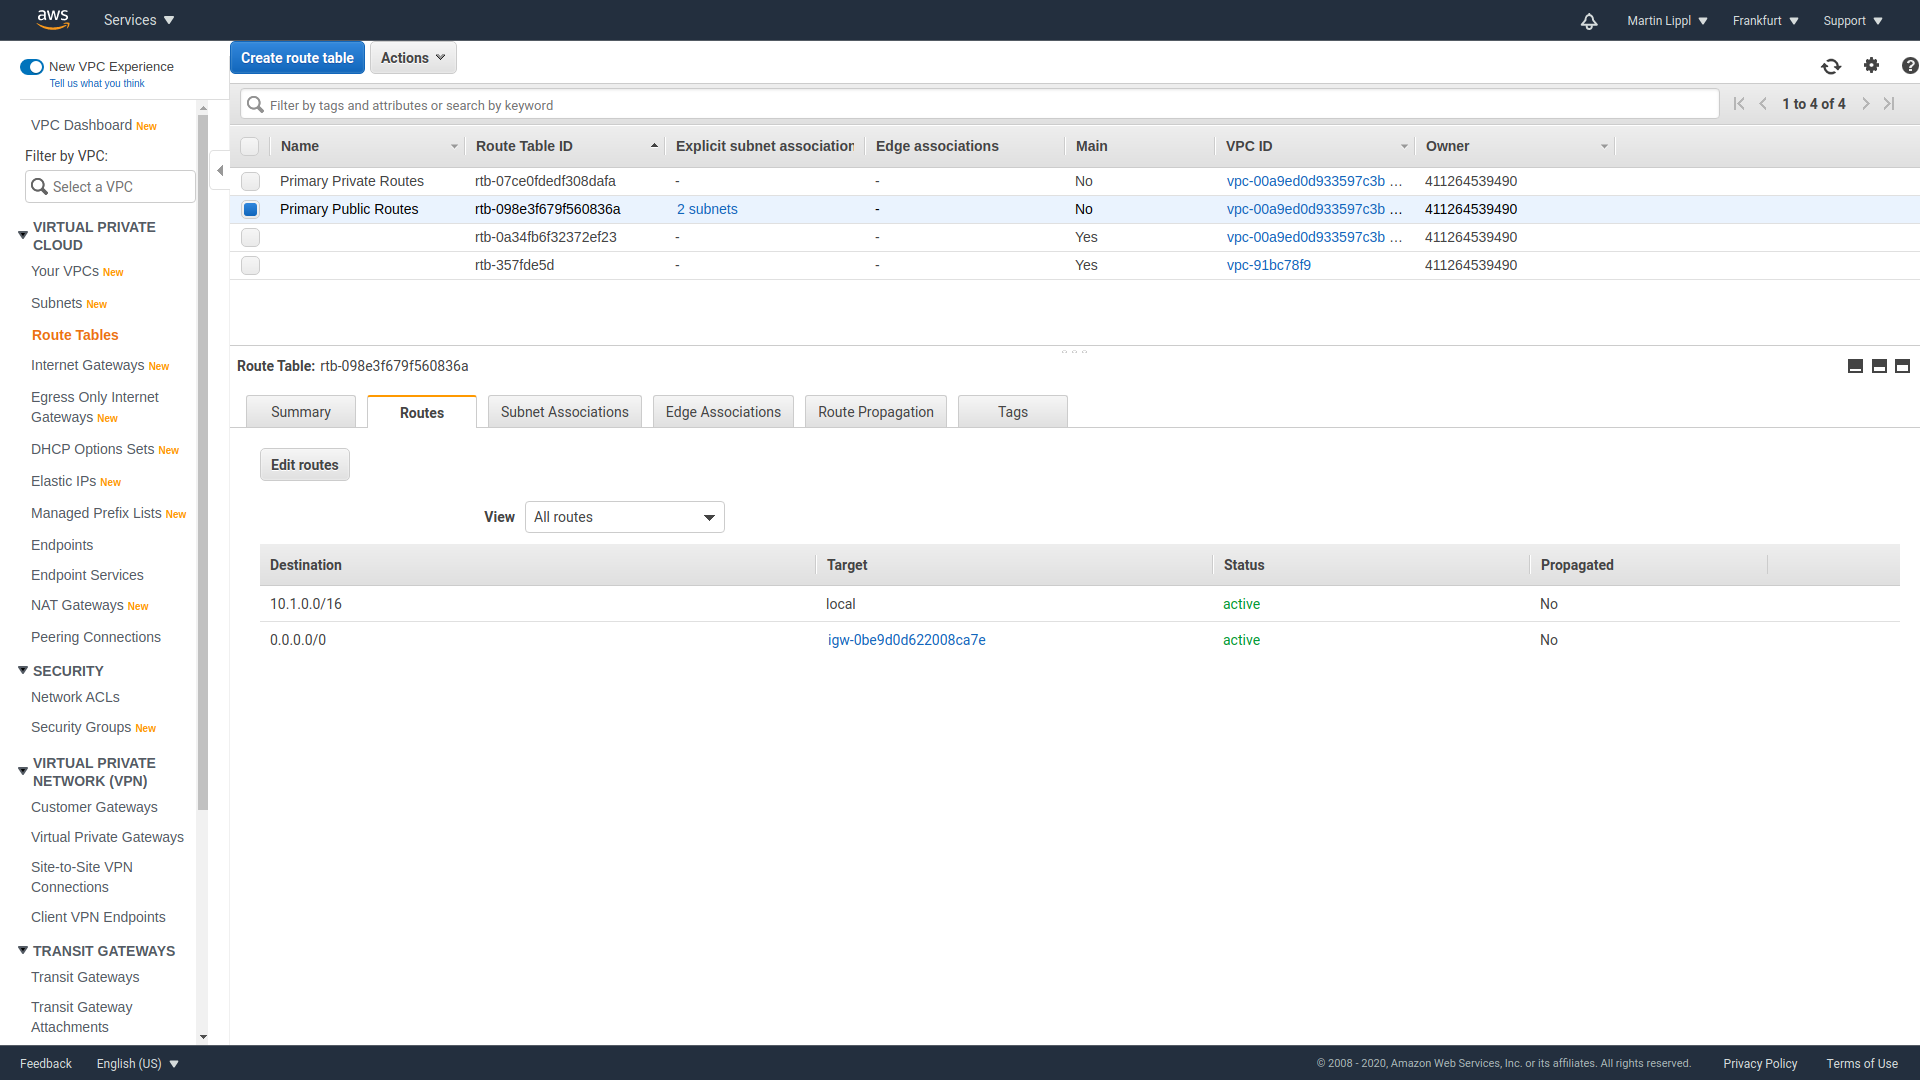 aws Services Martin Lippl Frankfurt Support
New VPC Experience
Tell us what you think
Create route table Actions
Filter by tags and attributes or search by keyword 1 to 4 of 4
Name Route Table ID Explicit subnet association Edge associations Main VPC ID Owner
Primary Private Routes rtb-07ce0fdedf308dafa - - No vpc-00a9ed0d933597c3b ... 411264539490
Primary Public Routes rtb-098e3f679f560836a 2 subnets - No vpc-00a9ed0d933597c3b ... 411264539490
rtb-0a34fb6f32372ef23 - - Yes vpc-00a9ed0d933597c3b ... 411264539490
rtb-357fde5d - - Yes vpc-91bc78f9 411264539490
VPC Dashboard New
Filter by VPC:
Select a VPC
VIRTUAL PRIVATE
CLOUD
Your VPCs New
Subnets New
Route Tables
Internet Gateways New
Egress Only Internet
Gateways New
DHCP Options Sets New
Elastic IPs New
Managed Prefix Lists New
Endpoints
Endpoint Services
NAT Gateways New
Peering Connections
SECURITY
Network ACLs
Security Groups New
VIRTUAL PRIVATE
NETWORK (VPN)
Customer Gateways
Virtual Private Gateways
Site-to-Site VPN
Connections
Client VPN Endpoints
TRANSIT GATEWAYS
Transit Gateways
Transit Gateway
Attachments
Route Table: rtb-098e3f679f560836a
Summary Routes Subnet Associations Edge Associations Route Propagation Tags
Edit routes
View All routes
Destination Target Status Propagated
10.1.0.0/16 local active No
0.0.0.0/0 igw-0be9d0d622008ca7e active No
Feedback English (US) © 2008 - 2020, Amazon Web Services, Inc. or its affiliates. All rights reserved. Privacy Policy Terms of Use